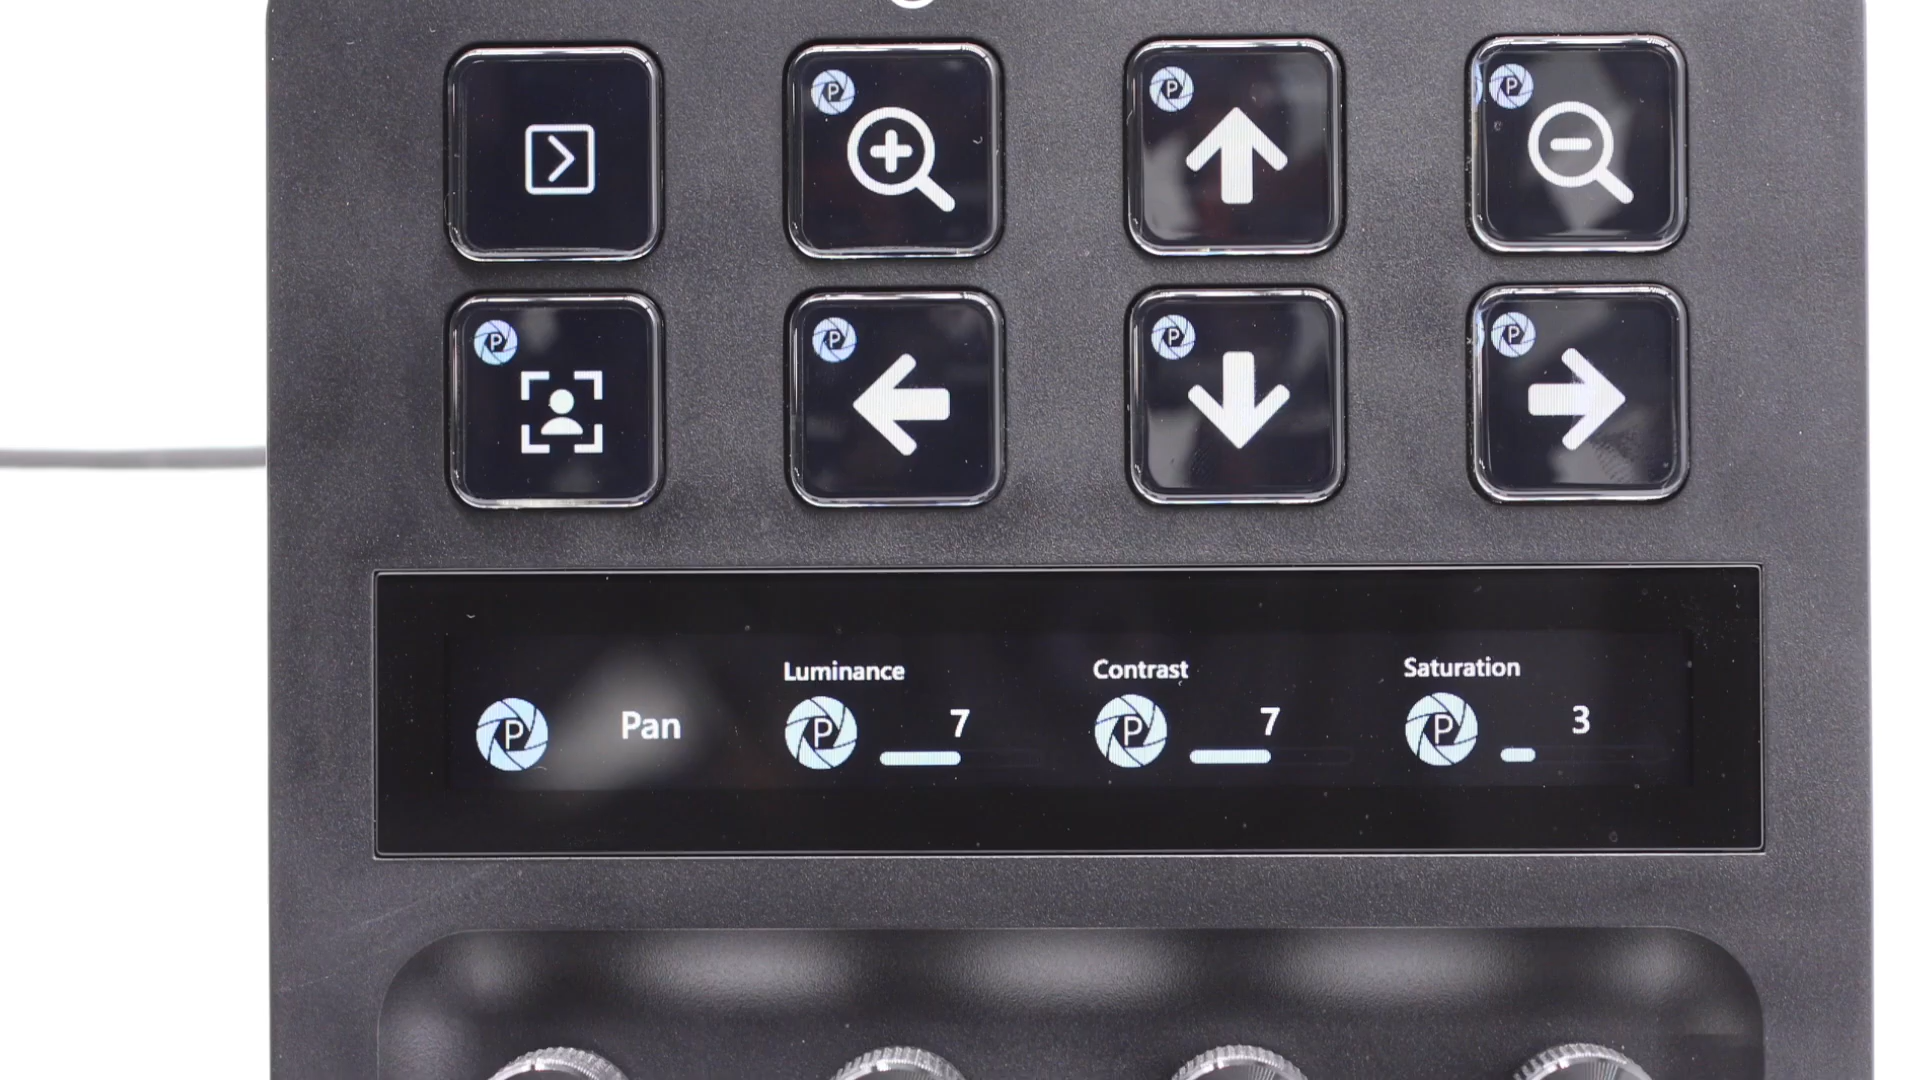 P
P
P
P
P
P
P
P Pan
Luminance
P 7
Contrast
P 7
Saturation
P 3